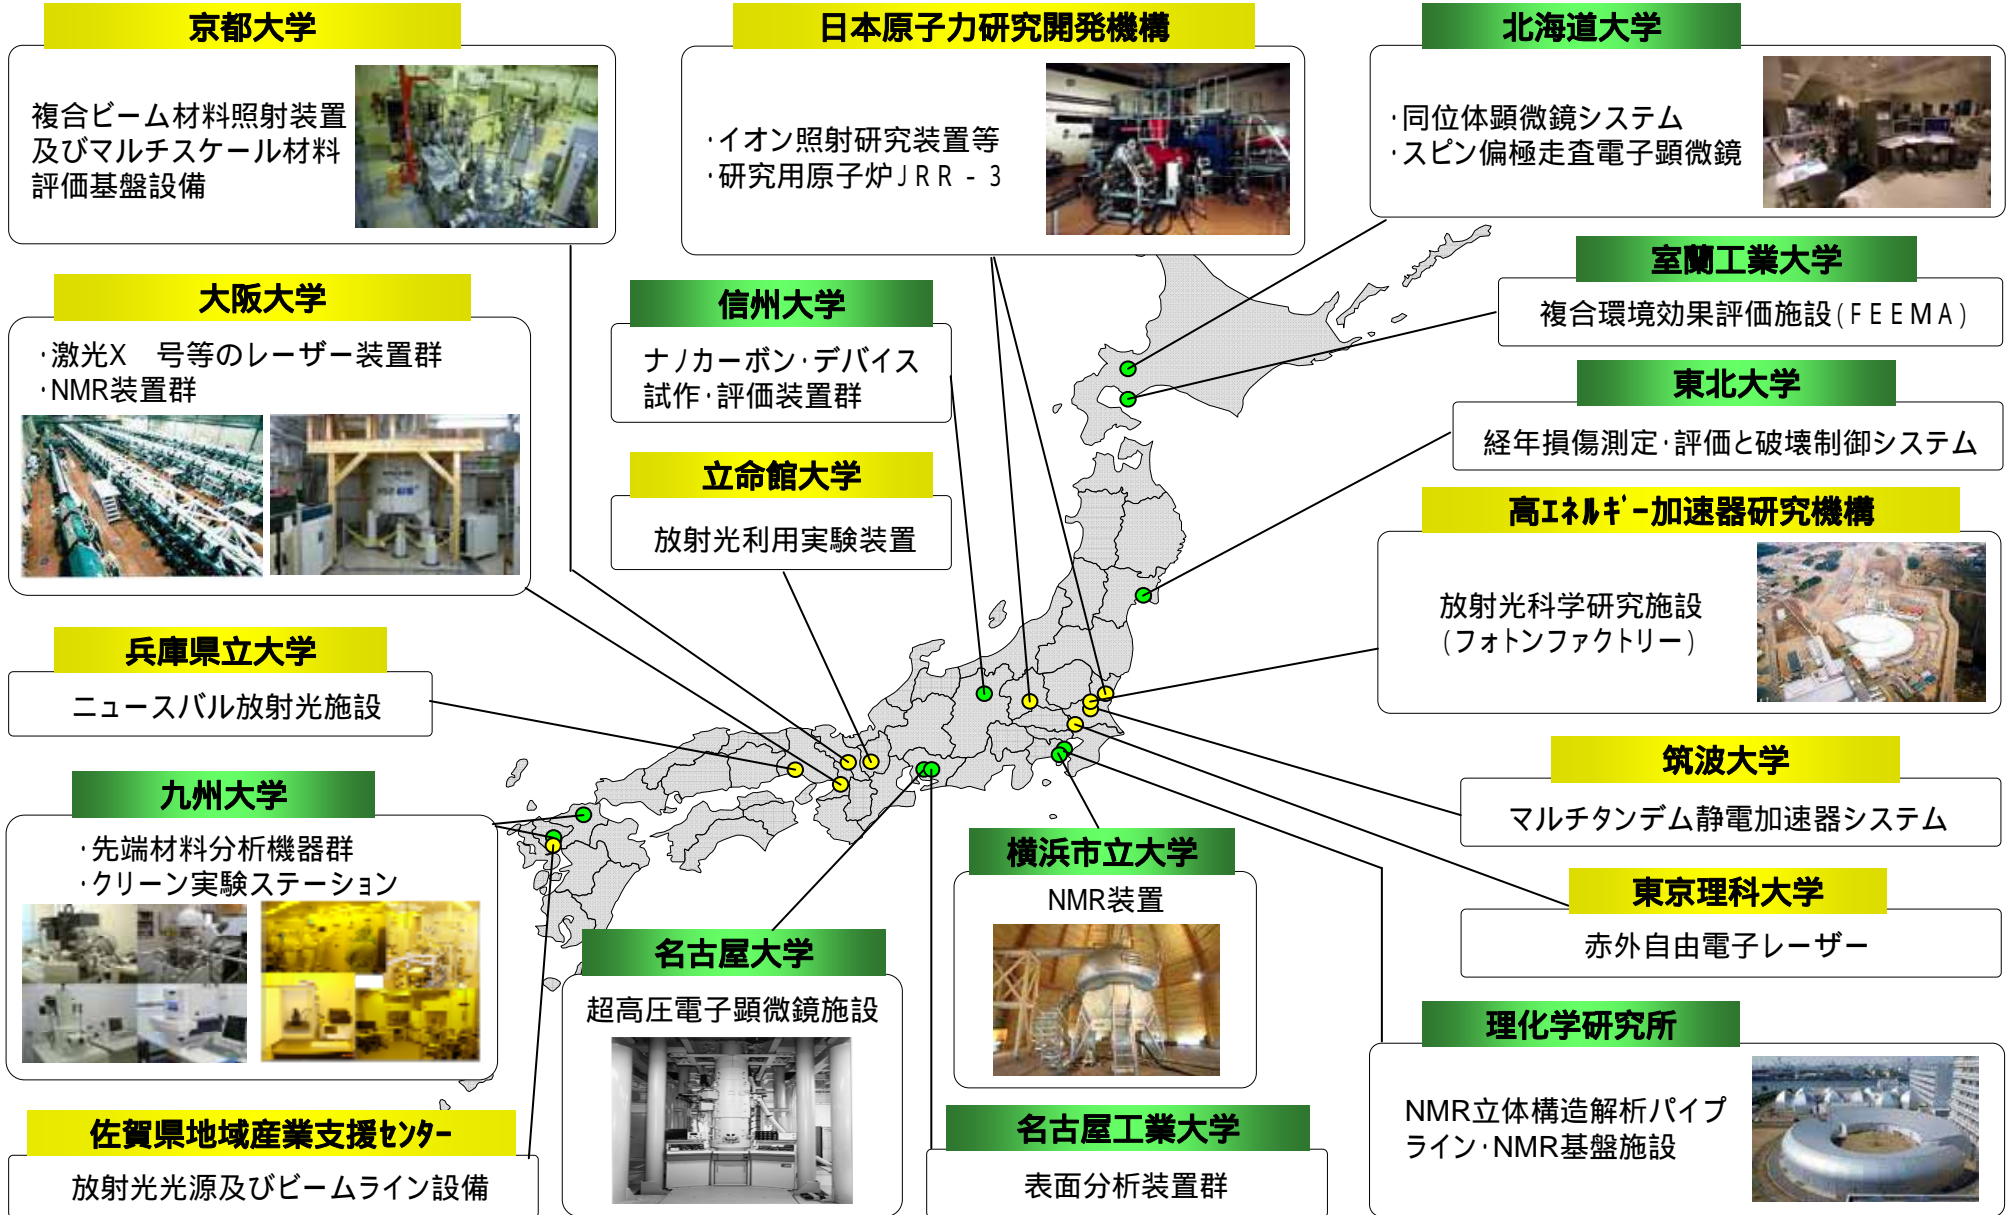 京都大学
複合ビーム材料照射装置
及びマルチスケール材料
評価基盤設備
日本原子力研究開発機構
・イオン照射研究装置等
・研究用原子炉JRR-3
北海道大学
・同位体顕微鏡システム
・スピン偏極走査電子顕微鏡
室蘭工業大学
複合環境効果評価施設(FEEMA)
大阪大学
・激光X 号等のレーザー装置群
・NMR装置群
信州大学
ナノカーボン・デバイス
試作・評価装置群
東北大学
経年損傷測定・評価と破壊制御システム
立命館大学
放射光利用実験装置
高エネルギー加速器研究機構
放射光科学研究施設
(フォトンファクトリー)
兵庫県立大学
ニュースバル放射光施設
筑波大学
マルチタンデム静電加速器システム
九州大学
・先端材料分析機器群
・クリーン実験ステーション
横浜市立大学
NMR装置
東京理科大学
赤外自由電子レーザー
名古屋大学
超高圧電子顕微鏡施設
理化学研究所
NMR立体構造解析パイプ
ライン・NMR基盤施設
佐賀県地域産業支援センター
放射光光源及びビームライン設備
名古屋工業大学
表面分析装置群